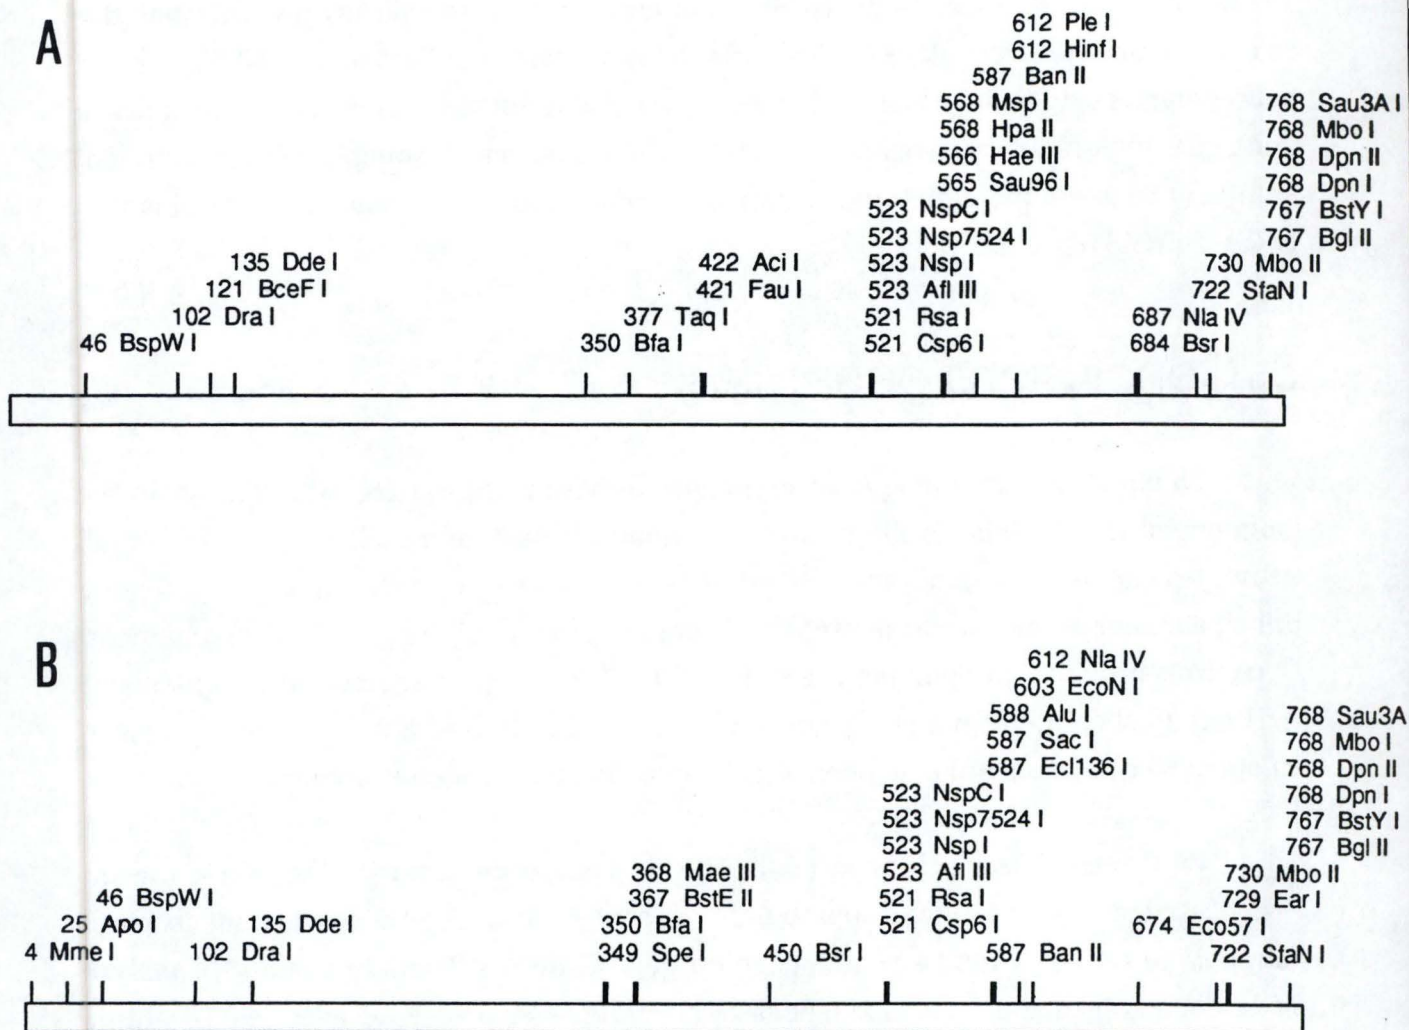 A
612 Ple I
612 Hinf I
587 Ban II
568 Msp I
768 Sau3A I
568 Hpa II
768 Mbo I
566 Hae III
768 Dpn II
565 Sau96 I
768 Dpn I
523 NspC I
767 BstY I
523 Nsp7524 I
767 Bgl II
135 Dde I
422 Aci I
523 Nsp I
730 Mbo II
121 BceF I
421 Fau I
523 Afl III
722 SfaN I
102 Dra I
377 Taq I
521 Rsa I
687 Nla IV
46 BspW I
350 Bfa I
521 Csp6 I
684 Bsr I
B
612 Nla IV
603 EcoN I
588 Alu I
768 Sau3A
587 Sac I
768 Mbo I
587 Ecl136 I
768 Dpn II
523 NspC I
768 Dpn I
523 Nsp7524 I
767 BstY I
523 Nsp I
767 Bgl II
368 Mae III
523 Afl III
730 Mbo II
46 BspW I
367 BstE II
521 Rsa I
729 Ear I
25 Apo I
135 Dde I
350 Bfa I
521 Csp6 I
674 Eco57 I
4 Mme I
102 Dra I
349 Spe I
450 Bsr I
587 Ban II
722 SfaN I